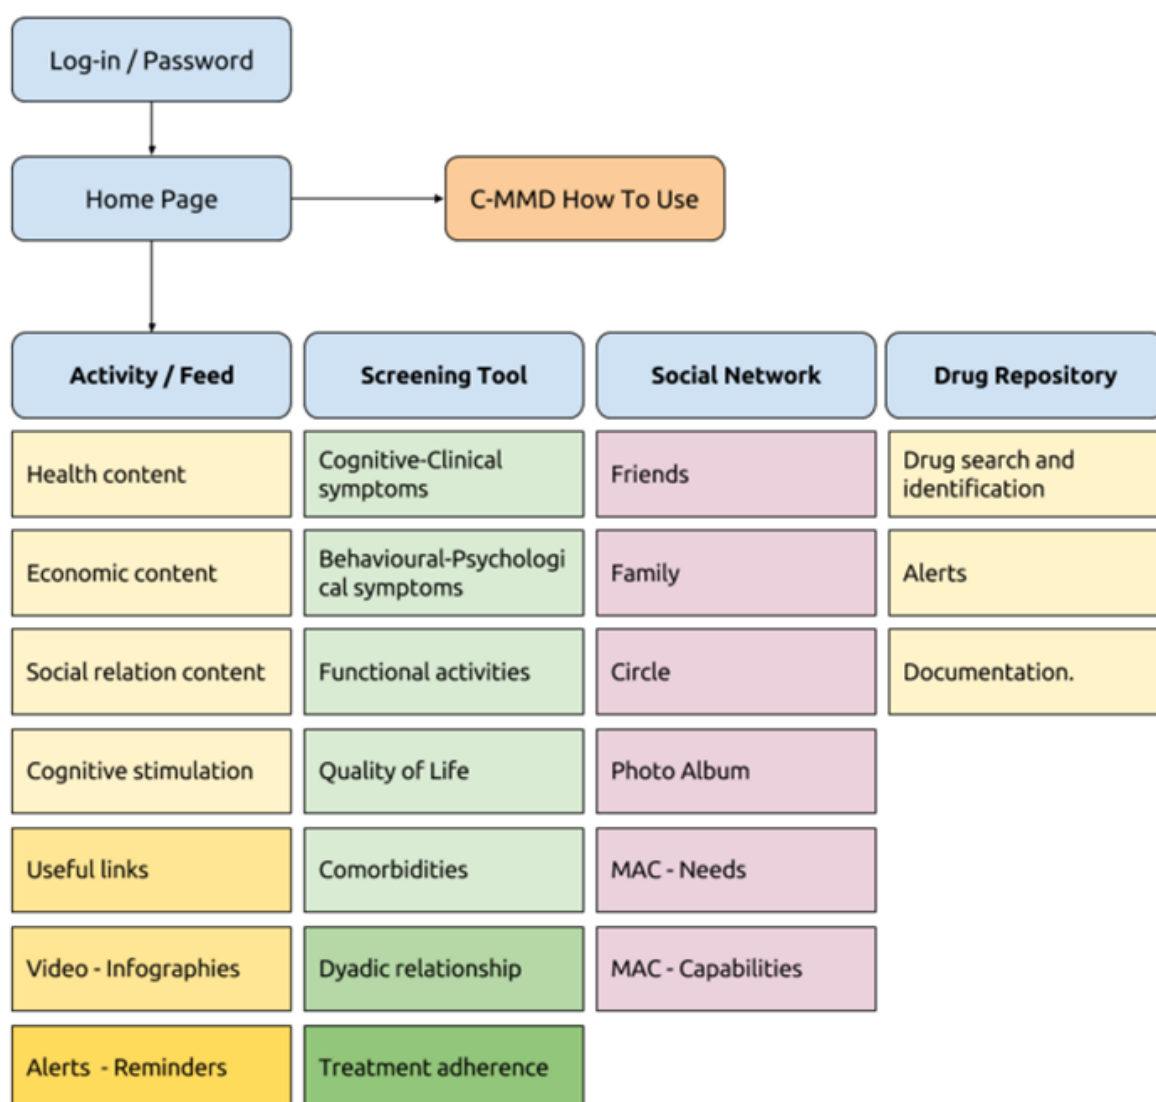 Log-in / Password
Home Page
C-MMD How To Use
Activity / Feed
Screening Tool
Social Network
Drug Repository
Health content
Cognitive-Clinical
symptoms
Friends
Drug search and
identification
Economic content
Behavioural-Psychologi
cal symptoms
Family
Alerts
Social relation content
Functional activities
Circle
Documentation.
Cognitive stimulation
Quality of Life
Photo Album
Useful links
Comorbidities
MAC - Needs
Video - Infographies
Dyadic relationship
MAC - Capabilities
Alerts - Reminders
Treatment adherence